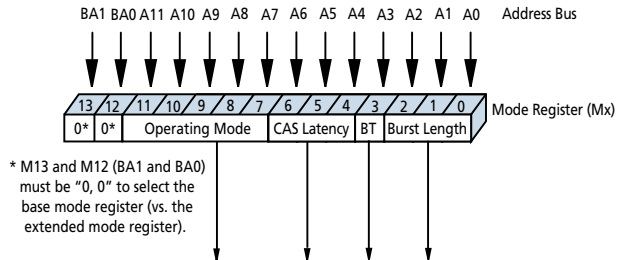 BA1 BA0 A11 A10 A9 A8 A7 A6 A5 A4 A3 A2 A1 A0 Address Bus
13 12 11 10 9 8 7 6 5 4 3 2 1 0 Mode Register (Mx)
0* 0* Operating Mode CAS Latency BT Burst Length
* M13 and M12 (BA1 and BA0)
must be “0, 0” to select the
base mode register (vs. the
extended mode register).